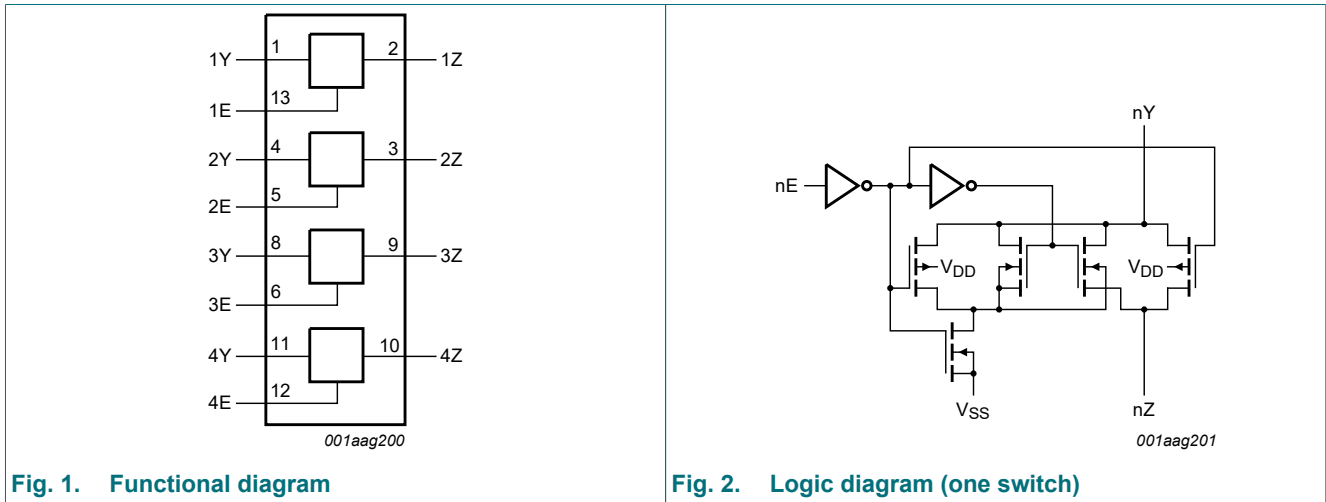 1Y 1 2 1Z
1E 13
2Y 4 3 2Z
2E 5
3Y 8 9 3Z
3E 6
4Y 11 10 4Z
4E 12
001aag200
Fig. 1. Functional diagram
nY
nE
VDD VDD
VSS nZ
001aag201
Fig. 2. Logic diagram (one switch)